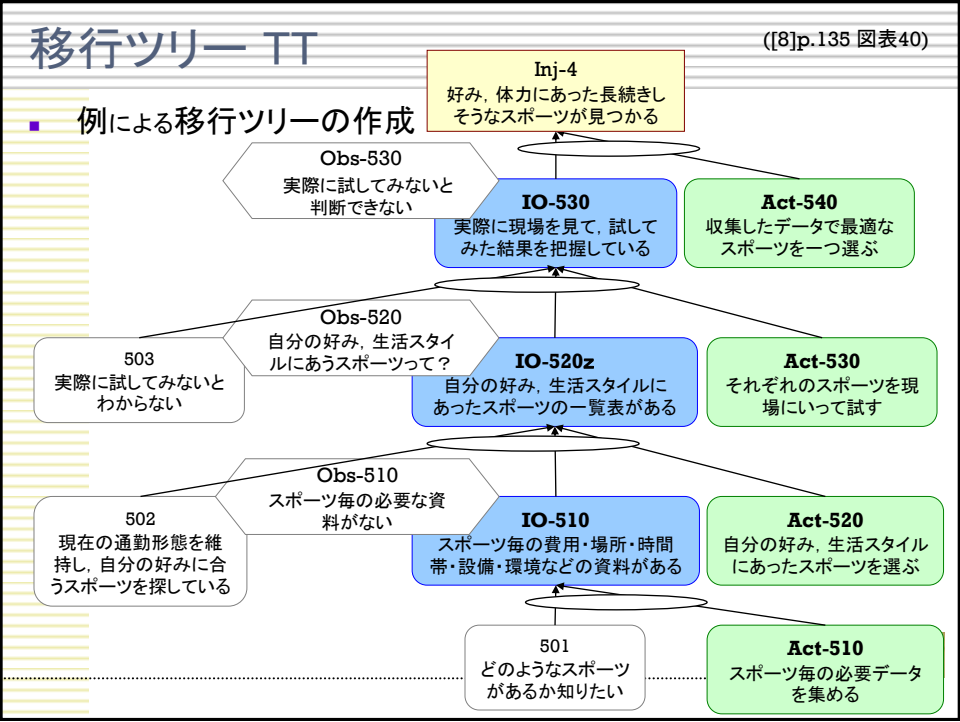 移行ツリー TT
([8]p.135 図表40)
■ 例による移行ツリーの作成
Inj-4
好み，体力にあった長続きし
そうなスポーツが見つかる
Obs-530
実際に試してみないと
判断できない
IO-530
実際に現場を見て，試して
みた結果を把握している
Act-540
収集したデータで最適な
スポーツを一つ選ぶ
Obs-520
自分の好み，生活スタイ
ルにあうスポーツって？
503
実際に試してみないと
わからない
IO-520z
自分の好み，生活スタイルに
あったスポーツの一覧表がある
Act-530
それぞれのスポーツを現
場にいって試す
Obs-510
スポーツ毎の必要な資
料がない
502
現在の通勤形態を維
持し，自分の好みに合
うスポーツを探している
IO-510
スポーツ毎の費用・場所・時間
帯・設備・環境などの資料がある
Act-520
自分の好み，生活スタイル
にあったスポーツを選ぶ
501
どのようなスポーツ
があるか知りたい
Act-510
スポーツ毎の必要データ
を集める